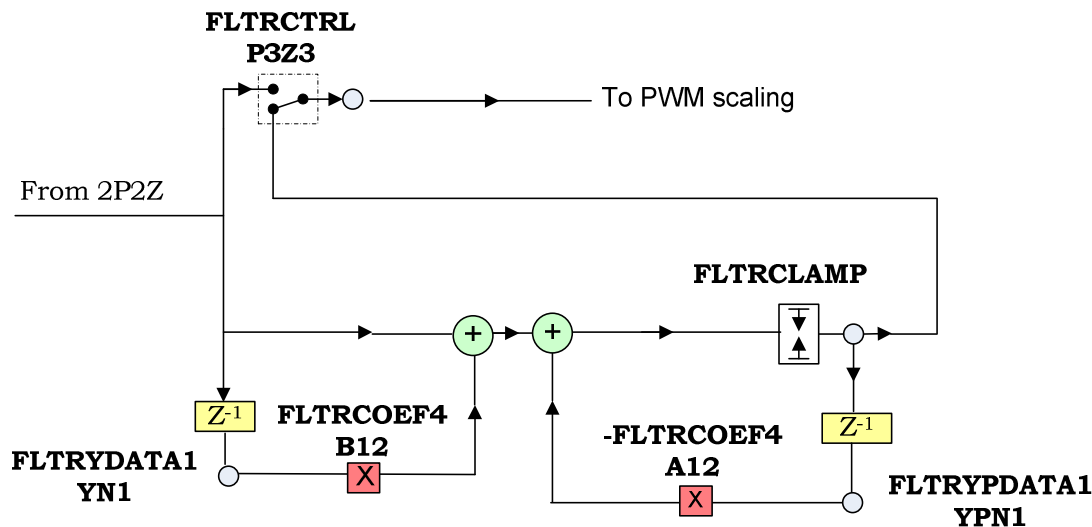 FLTRCTRL
P3Z3
To PWM scaling
From 2P2Z
FLTRCLAMP
+
+
Z-1
FLTRCOEF4
B12
-FLTRCOEF4
A12
Z-1
FLTRYDATA1
YN1
X
X
FLTRYPDATA1
YPN1